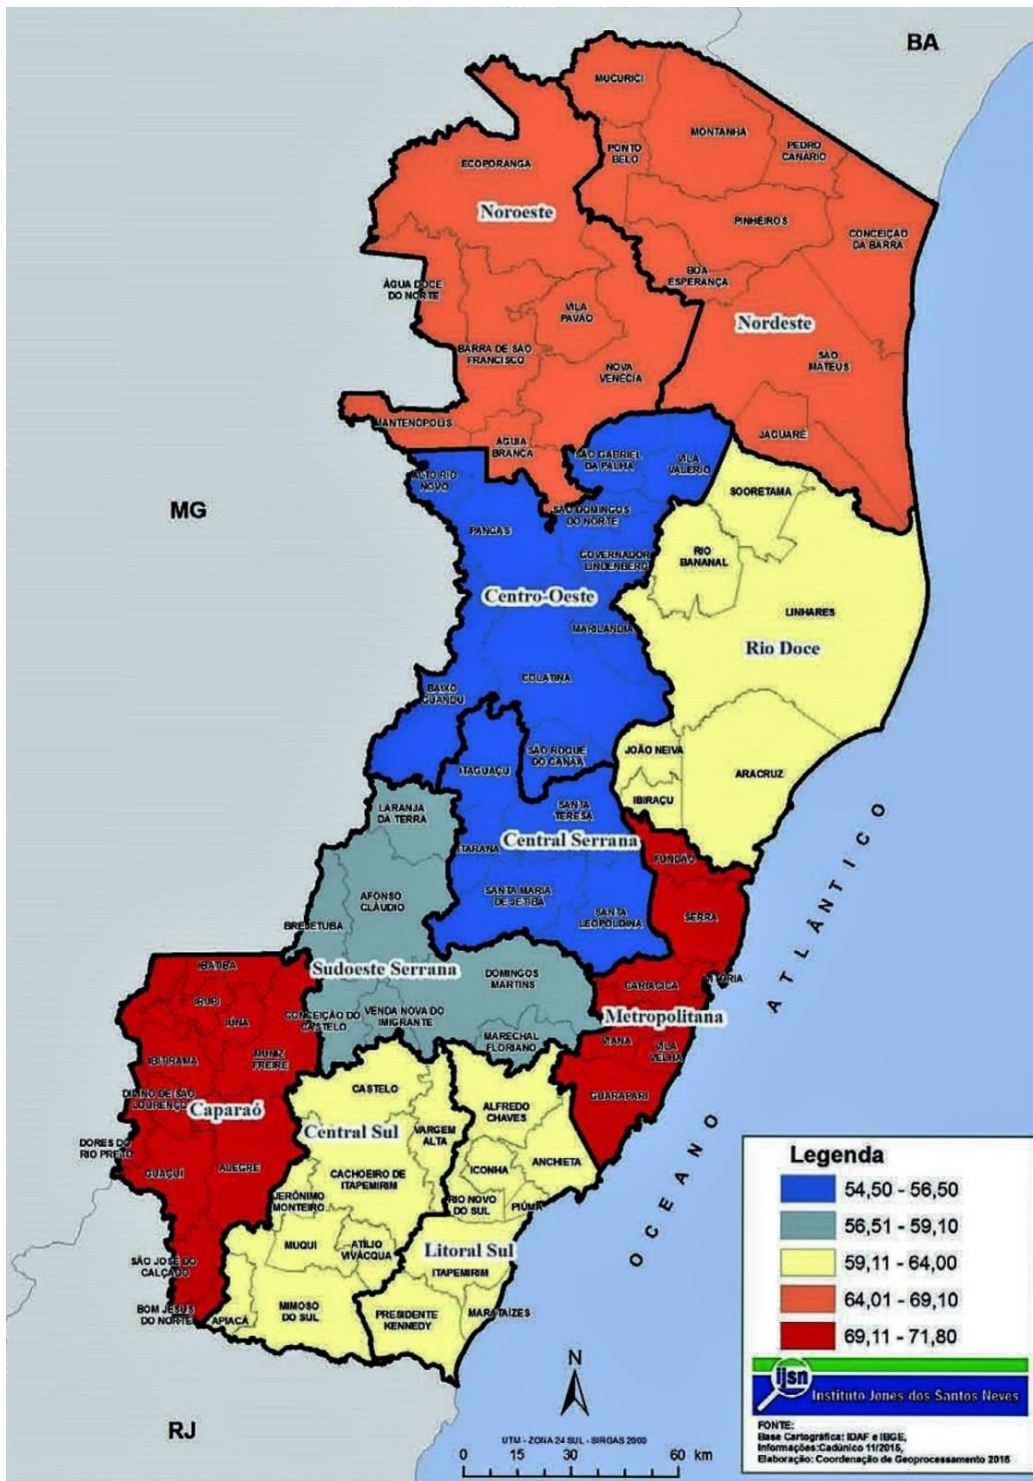 BA
MUCURICI
MONTANHA
PEDRO
CANÁRIO
PONTO
BELO
ECOPORANGA
Noroeste
PINHEIROS
CONCEIÇÃO
DA BARRA
BOA
ESPERANÇA
ÁGUA DOCE
DO NORTE
VILA
PAVÃO
Nordeste
BARRA DE SÃO
FRANCISCO
SÃO
MATEUS
NOVA
VENÉCIA
MANTENÓPOLIS
JAGUARÉ
ÁGUIA
BRANCA
SÃO GABRIEL
DA PALHA
VILA
VALÉRIO
ALTO RIO
NOVO
SOORETAMA
MG
SÃO DOMINGOS
DO NORTE
PANCAS
RIO
BANANAL
GOVERNADOR
LINDENBERG
Centro-Oeste
LINHARES
MARILÂNDIA
Rio Doce
COLATINA
BAIXO
GUANDU
SÃO ROQUE
DO CANAÃ
JOÃO NEIVA
ITAGUAÇU
ARACRUZ
IBIRAÇU
LARANJA
DA TERRA
SANTA
TERESA
Central Serrana
ITARANA
FUNDÃO
SANTA MARIA
DE JETIBÁ
AFONSO
CLÁUDIO
SANTA
LEOPOLDINA
SERRA
BREJETUBA
IBATIBA
Sudoeste Serrana
DOMINGOS
MARTINS
CARIACICA
NTÓRIA
IRUPI
IÚNA
CONCEIÇÃO DO
CASTELO
VENDA NOVA DO
IMIGRANTE
Metropolitana
MARECHAL
FLORIANO
VIANA
VILA
VELHA
IBITIRAMA
MUNIZ
FREIRE
CASTELO
GUARAPARI
DIVINO DE SÃO
LOURENÇO
Caparaó
ALFREDO
CHAVES
Central Sul
VARGEM
ALTA
DORES DO
RIO PRETO
GUAÇUÍ
ALEGRE
CACHOEIRO DE
ITAPEMIRIM
ICONHA
ANCHIETA
JERÔNIMO
MONTEIRO
RIO NOVO
DO SUL
PIÚMA
MUQUI
ATÍLIO
VIVÁCQUA
Litoral Sul
SÃO JOSÉ DO
CALÇADO
ITAPEMIRIM
BOM JESUS
DO NORTE
APIACÁ
MIMOSO
DO SUL
PRESIDENTE
KENNEDY
MARATAÍZES
OCEANO ATLÂNTICO
RJ
N
UTM - ZONA 24 SUL - SIRGAS 2000
0 15 30 60 km
Legenda
54,50 - 56,50
56,51 - 59,10
59,11 - 64,00
64,01 - 69,10
69,11 - 71,80
ijsn
Instituto Jones dos Santos Neves
FONTE:
Base Cartográfica: IDAF e IBGE,
Informações:Cadúnico 11/2015,
Elaboração: Coordenação de Geoprocessamento 2016